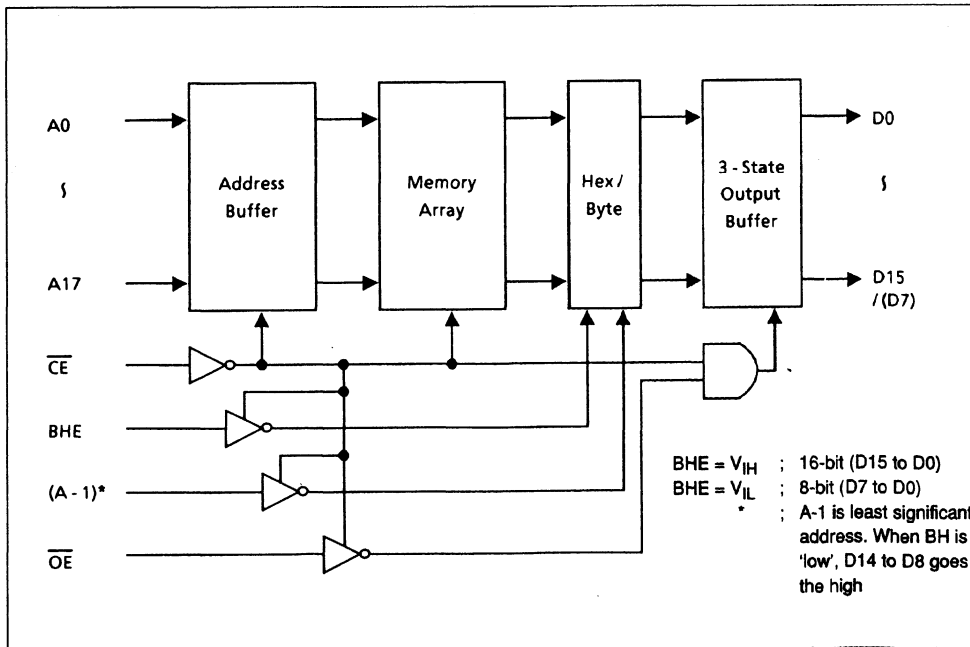 A0
∫
A17
Address
Buffer
Memory
Array
Hex /
Byte
3 - State
Output
Buffer
D0
∫
D15
/ (D7)
CE
BHE
(A - 1)*
OE
BHE = VIH ; 16-bit (D15 to D0)
BHE = VIL ; 8-bit (D7 to D0)
* ; A-1 is least significant
address. When BH is
'low', D14 to D8 goes
the high